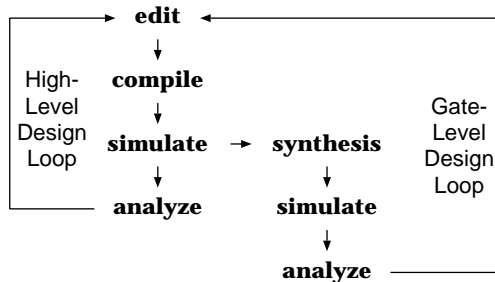 edit
High-
Level
Design
Loop
compile
simulate
analyze
synthesis
simulate
analyze
Gate-
Level
Design
Loop